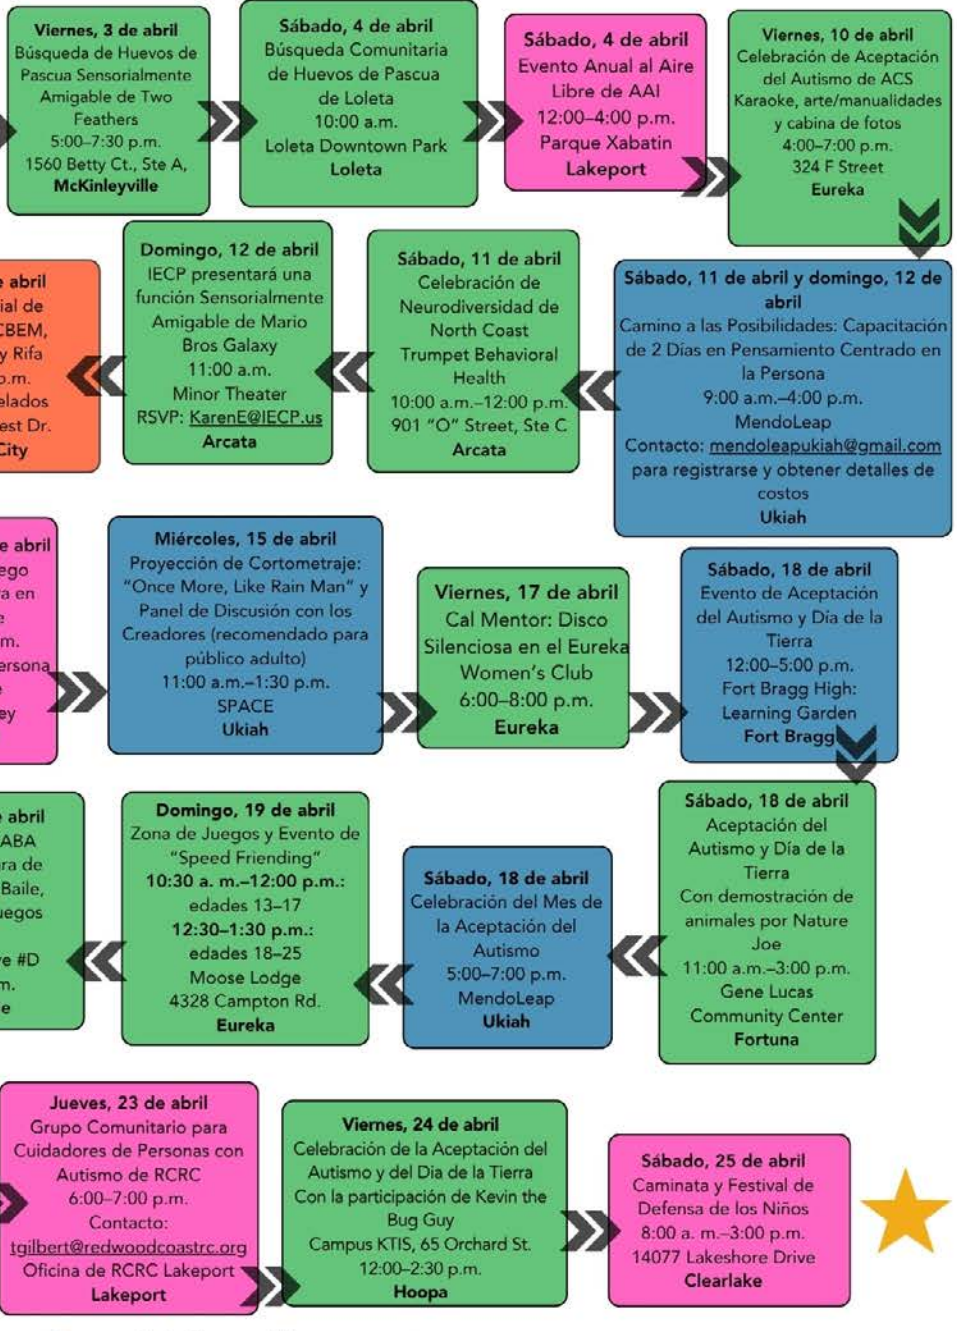 Viernes, 3 de abril
Búsqueda de Huevos de
Pascua Sensorialmente
Amigable de Two
Feathers
5:00–7:30 p.m.
1560 Betty Ct., Ste A,
McKinleyville
Sábado, 4 de abril
Búsqueda Comunitaria
de Huevos de Pascua
de Loleta
10:00 a.m.
Loleta Downtown Park
Loleta
Sábado, 4 de abril
Evento Anual al Aire
Libre de AAI
12:00–4:00 p.m.
Parque Xabatin
Lakeport
Viernes, 10 de abril
Celebración de Aceptación
del Autismo de ACS
Karaoke, arte/manualidades
y cabina de fotos
4:00–7:00 p.m.
324 F Street
Eureka
Sábado, 11 de abril y domingo, 12 de
abril
Camino a las Posibilidades: Capacitación
de 2 Días en Pensamiento Centrado en
la Persona
9:00 a.m.–4:00 p.m.
MendoLeap
Contacto: mendoleapukiah@gmail.com
para registrarse y obtener detalles de
costos
Ukiah
Sábado, 11 de abril
Celebración de
Neurodiversidad de
North Coast
Trumpet Behavioral
Health
10:00 a.m.–12:00 p.m.
901 "O" Street, Ste C
Arcata
Domingo, 12 de abril
IECP presentará una
función Sensorialmente
Amigable de Mario
Bros Galaxy
11:00 a.m.
Minor Theater
RSVP: KarenE@IECP.us
Arcata
abril
de
CBEM,
y Rifa
p.m.
est Dr.
City
abril
en
m.
Miércoles, 15 de abril
Proyección de Cortometraje:
"Once More, Like Rain Man" y
Panel de Discusión con los
Creadores (recomendado para
público adulto)
11:00 a.m.–1:30 p.m.
SPACE
Ukiah
Viernes, 17 de abril
Cal Mentor: Disco
Silenciosa en el Eureka
Women's Club
6:00–8:00 p.m.
Eureka
Sábado, 18 de abril
Evento de Aceptación
del Autismo y Día de la
Tierra
12:00–5:00 p.m.
Fort Bragg High:
Learning Garden
Fort Bragg
Sábado, 18 de abril
Aceptación del
Autismo y Día de la
Tierra
Con demostración de
animales por Nature
Joe
11:00 a.m.–3:00 p.m.
Gene Lucas
Community Center
Fortuna
Sábado, 18 de abril
Celebración del Mes de
la Aceptación del
Autismo
5:00–7:00 p.m.
MendoLeap
Ukiah
Domingo, 19 de abril
Zona de Juegos y Evento de
"Speed Friending"
10:30 a. m.–12:00 p.m.:
edades 13–17
12:30–1:30 p.m.:
edades 18–25
Moose Lodge
4328 Campton Rd.
Eureka
abril
ABA
de
Baile,
#D
m.
Jueves, 23 de abril
Grupo Comunitario para
Cuidadores de Personas con
Autismo de RCRC
6:00–7:00 p.m.
Contacto:
tgilbert@redwoodcoastrc.org
Oficina de RCRC Lakeport
Lakeport
Viernes, 24 de abril
Celebración de la Aceptación del
Autismo y del Dia de la Tierra
Con la participación de Kevin the
Bug Guy
Campus KTIS, 65 Orchard St.
12:00–2:30 p.m.
Hoopa
Sábado, 25 de abril
Caminata y Festival de
Defensa de los Niños
8:00 a. m.–3:00 p.m.
14077 Lakeshore Drive
Clearlake